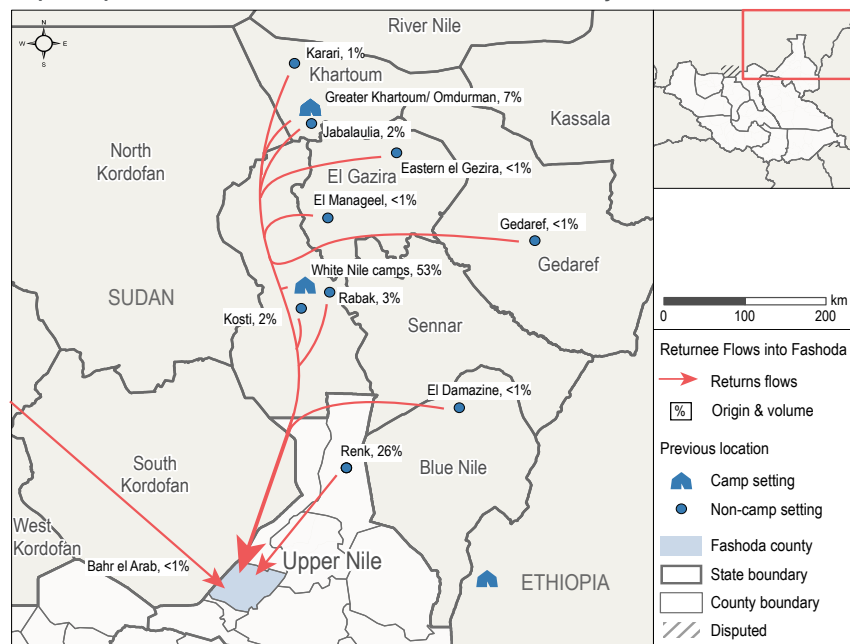 N
W
E
S
River Nile
Karari, 1%
Khartoum
Greater Khartoum/ Omdurman, 7%
Kassala
Jabalaulia, 2%
North
Kordofan
Eastern el Gezira, <1%
El Gazira
El Manageel, <1%
Gedaref, <1%
Gedaref
White Nile camps, 53%
SUDAN
Rabak, 3%
Kosti, 2%
Sennar
km
0
100
200
Returnee Flows into Fashoda
Returns flows
%
Origin & volume
Previous location
Camp setting
Non-camp setting
Fashoda county
State boundary
County boundary
Disputed
El Damazine, <1%
Renk, 26%
South
Kordofan
Blue Nile
West
Kordofan
Bahr el Arab, <1%
Upper Nile
ETHIOPIA